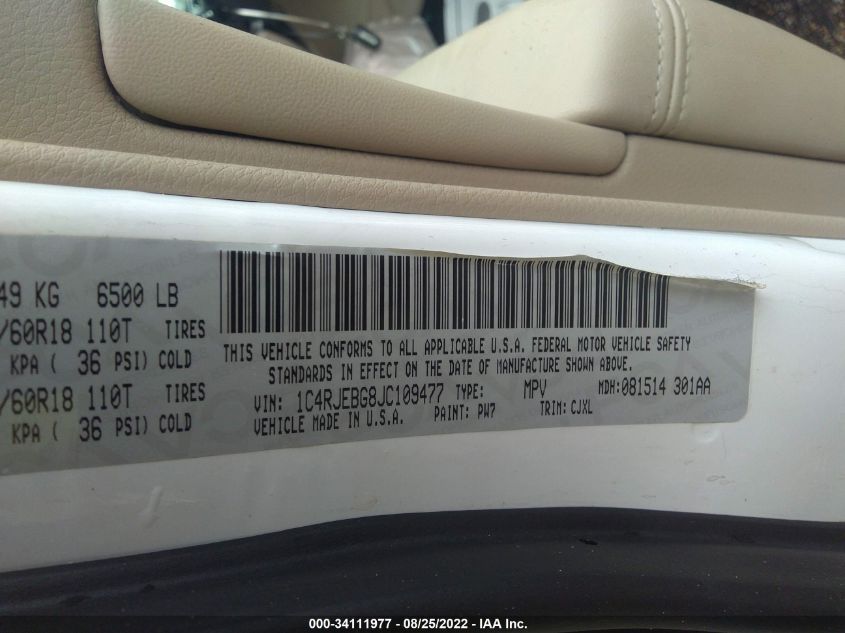 49 KG 6500 LB
/60R18 110T TIRES
KPA ( 36 PSI) COLD
/60R18 110T TIRES
KPA ( 36 PSI) COLD
THIS VEHICLE CONFORMS TO ALL APPLICABLE U.S.A. FEDERAL MOTOR VEHICLE SAFETY
STANDARDS IN EFFECT ON THE DATE OF MANUFACTURE SHOWN ABOVE.
VIN: 1C4RJEBG8JC109477 TYPE: MPV MDH:081514 301AA
VEHICLE MADE IN U.S.A. PAINT: PW7 TRIM: CJXL
000-34111977 - 08/25/2022 - IAA Inc.